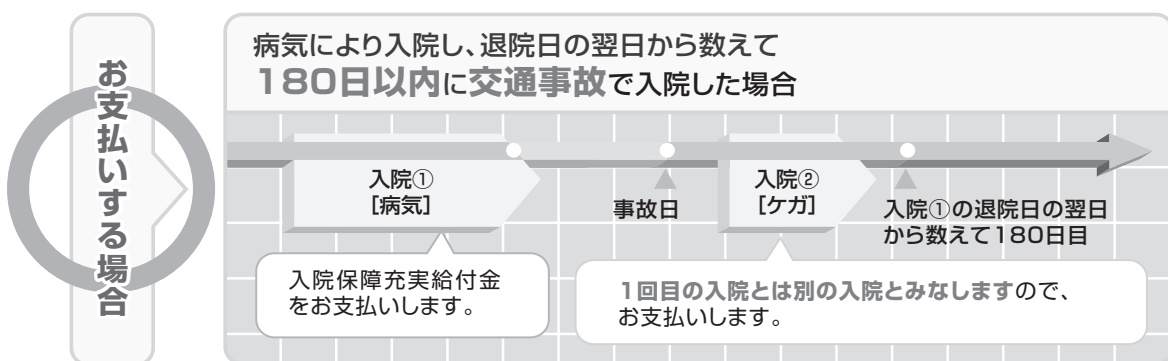 お支払いする場合
病気により入院し、退院日の翌日から数えて
180日以内に交通事故で入院した場合
入院①
[病気]
事故日
入院②
[ケガ]
入院①の退院日の翌日
から数えて180日目
入院保障充実給付金
をお支払いします。
1回目の入院とは別の入院とみなしますので、
お支払いします。